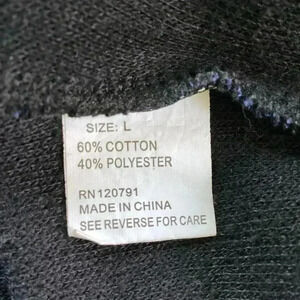 SIZE: L
60% COTTON
40% POLYESTER
RN 120791
MADE IN CHINA
SEE REVERSE FOR CARE